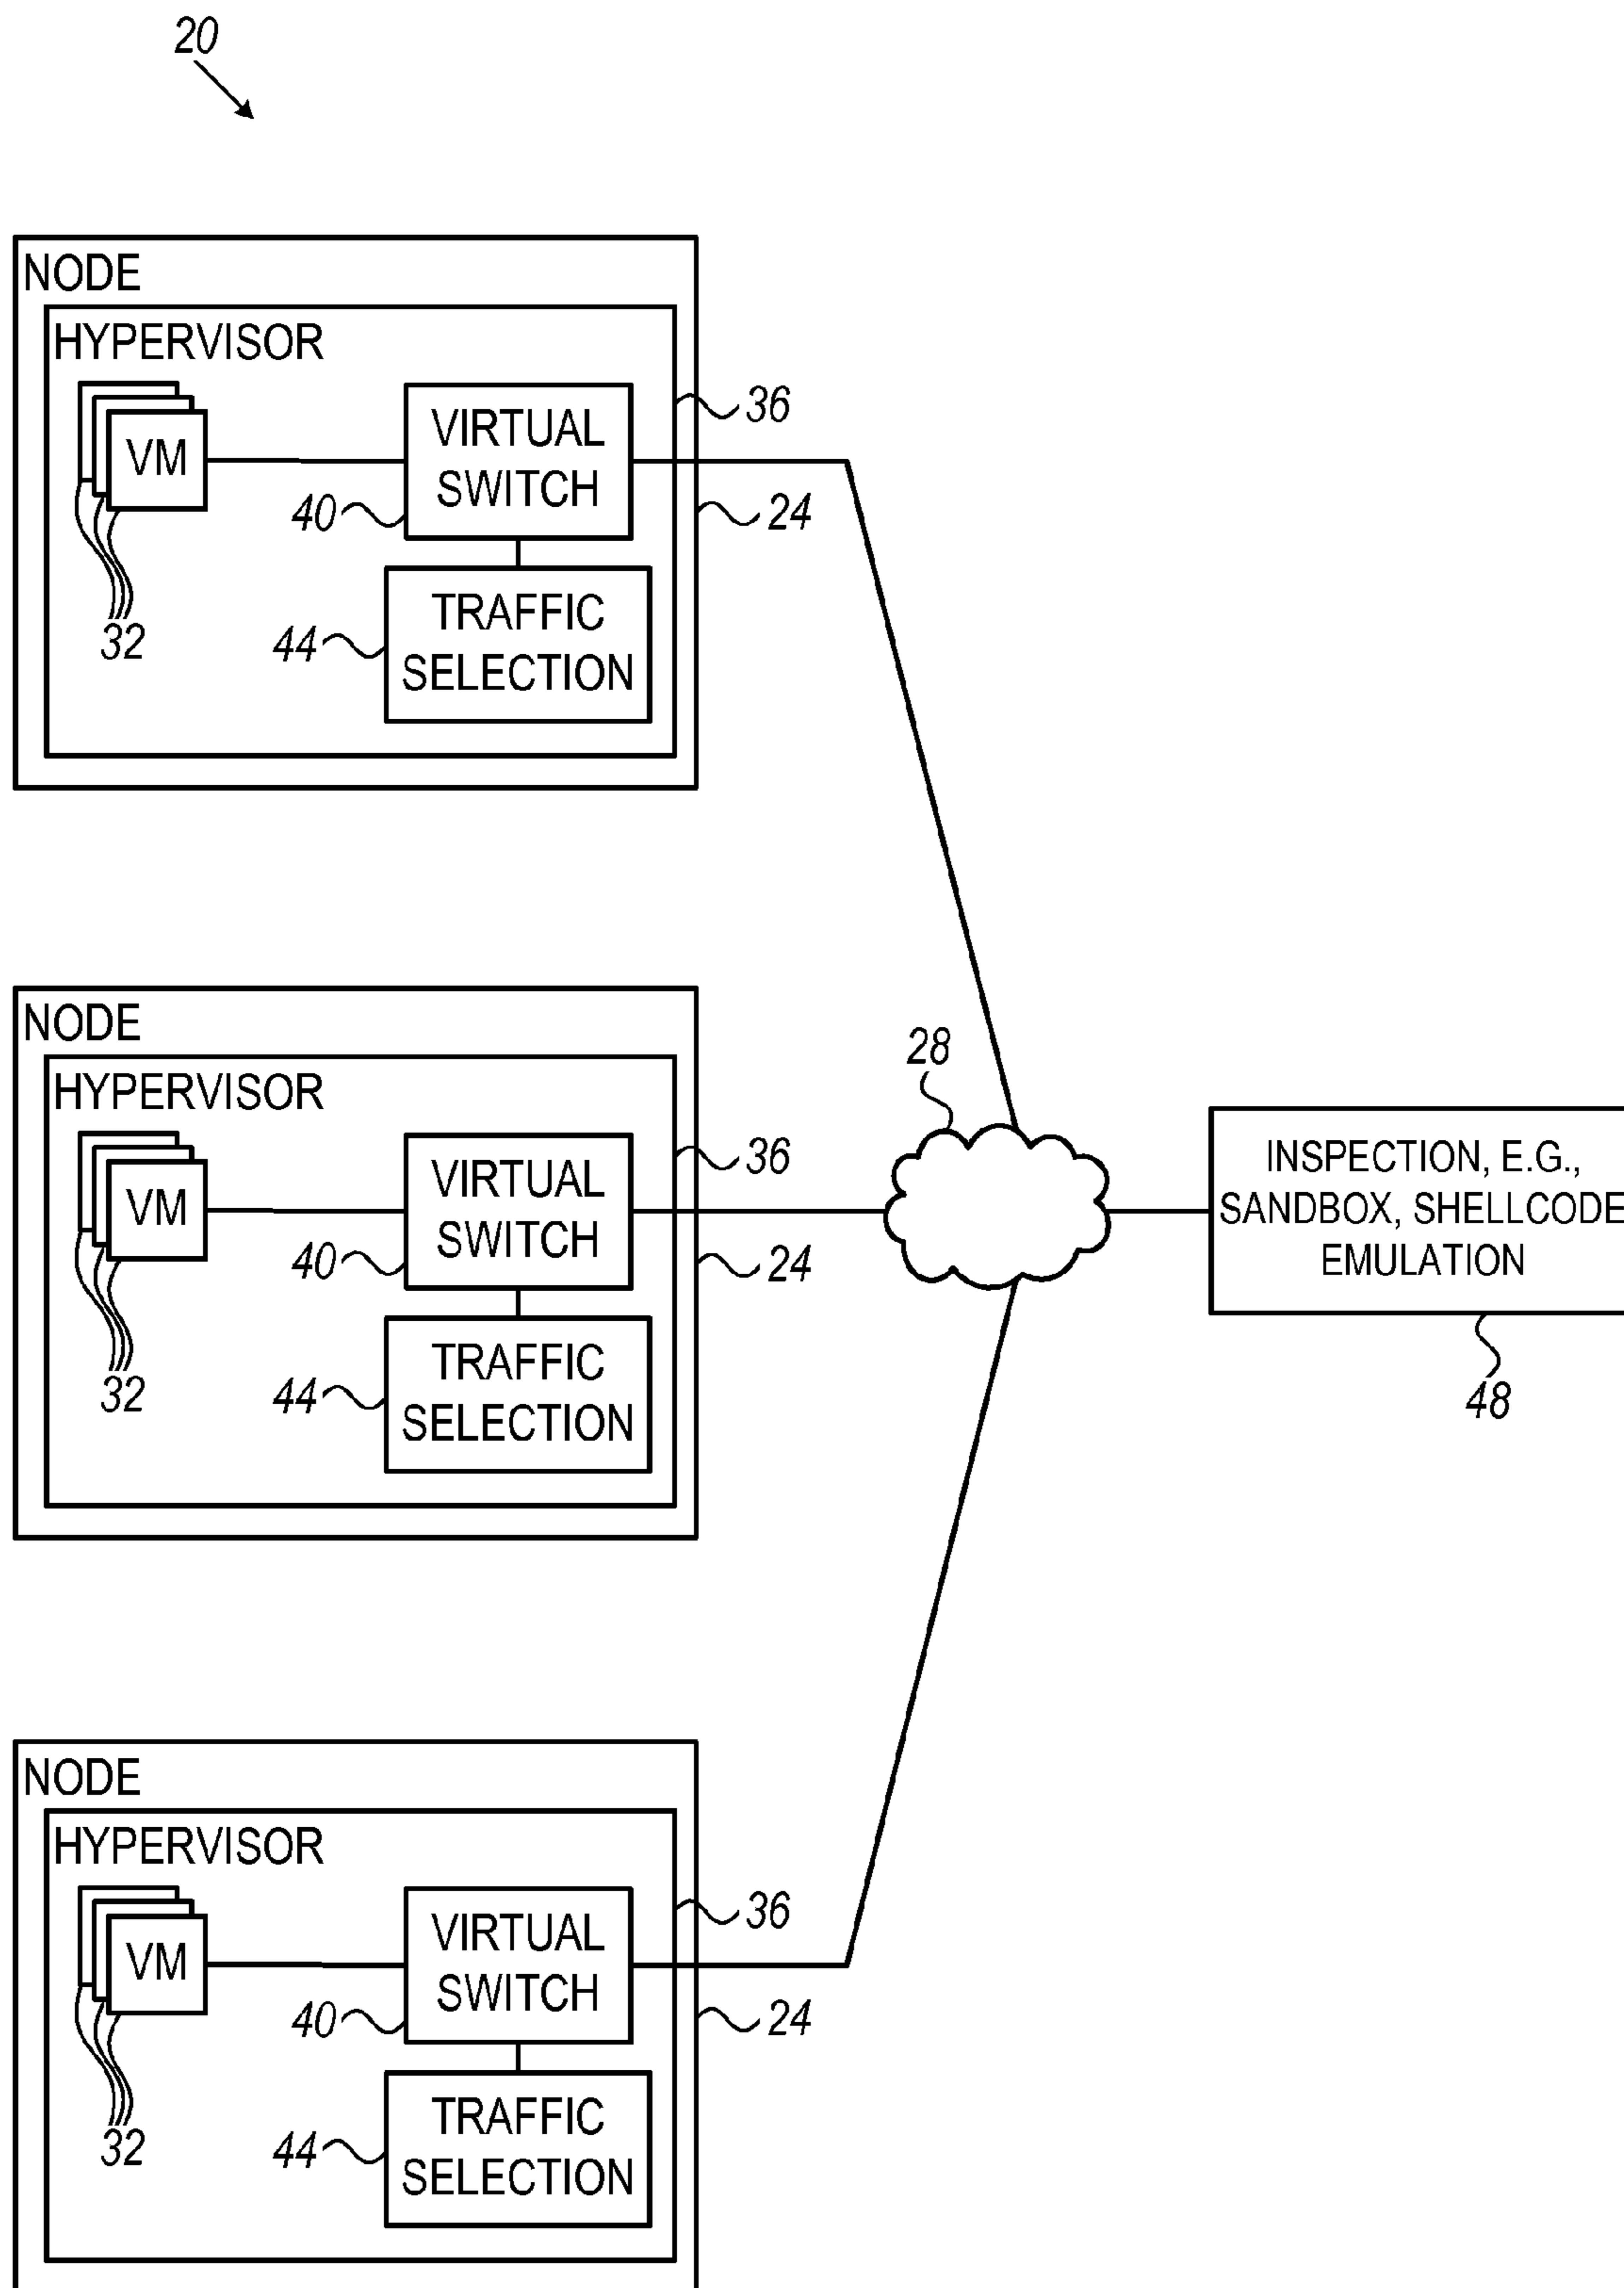 20
NODE
HYPERVISOR
VM
VIRTUAL
SWITCH
36
40
24
TRAFFIC
SELECTION
44
32
NODE
HYPERVISOR
VM
VIRTUAL
SWITCH
36
40
24
TRAFFIC
SELECTION
44
32
28
INSPECTION, E.G.,
SANDBOX, SHELLCODE
EMULATION
48
NODE
HYPERVISOR
VM
VIRTUAL
SWITCH
36
40
24
TRAFFIC
SELECTION
44
32